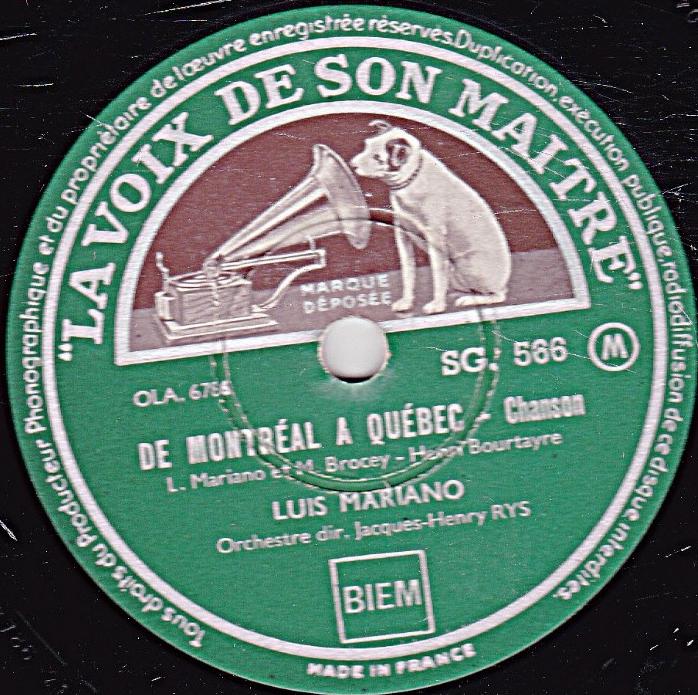 Tous droits du Producteur Phonographique et du propriétaire de l'œuvre enregistrée réservés. Duplication, exécution publique, radiodiffusion de ce disque interdites.
"LA VOIX DE SON MAITRE"
MARQUE
DÉPOSÉE
SG. 566 W
OLA. 6786
DE MONTRÉAL A QUÉBEC - Chanson
L. Mariano et M. Brocey - Henri Bourtayre
LUIS MARIANO
Orchestre dir. Jacques-Henry RYS
BIEM
MADE IN FRANCE